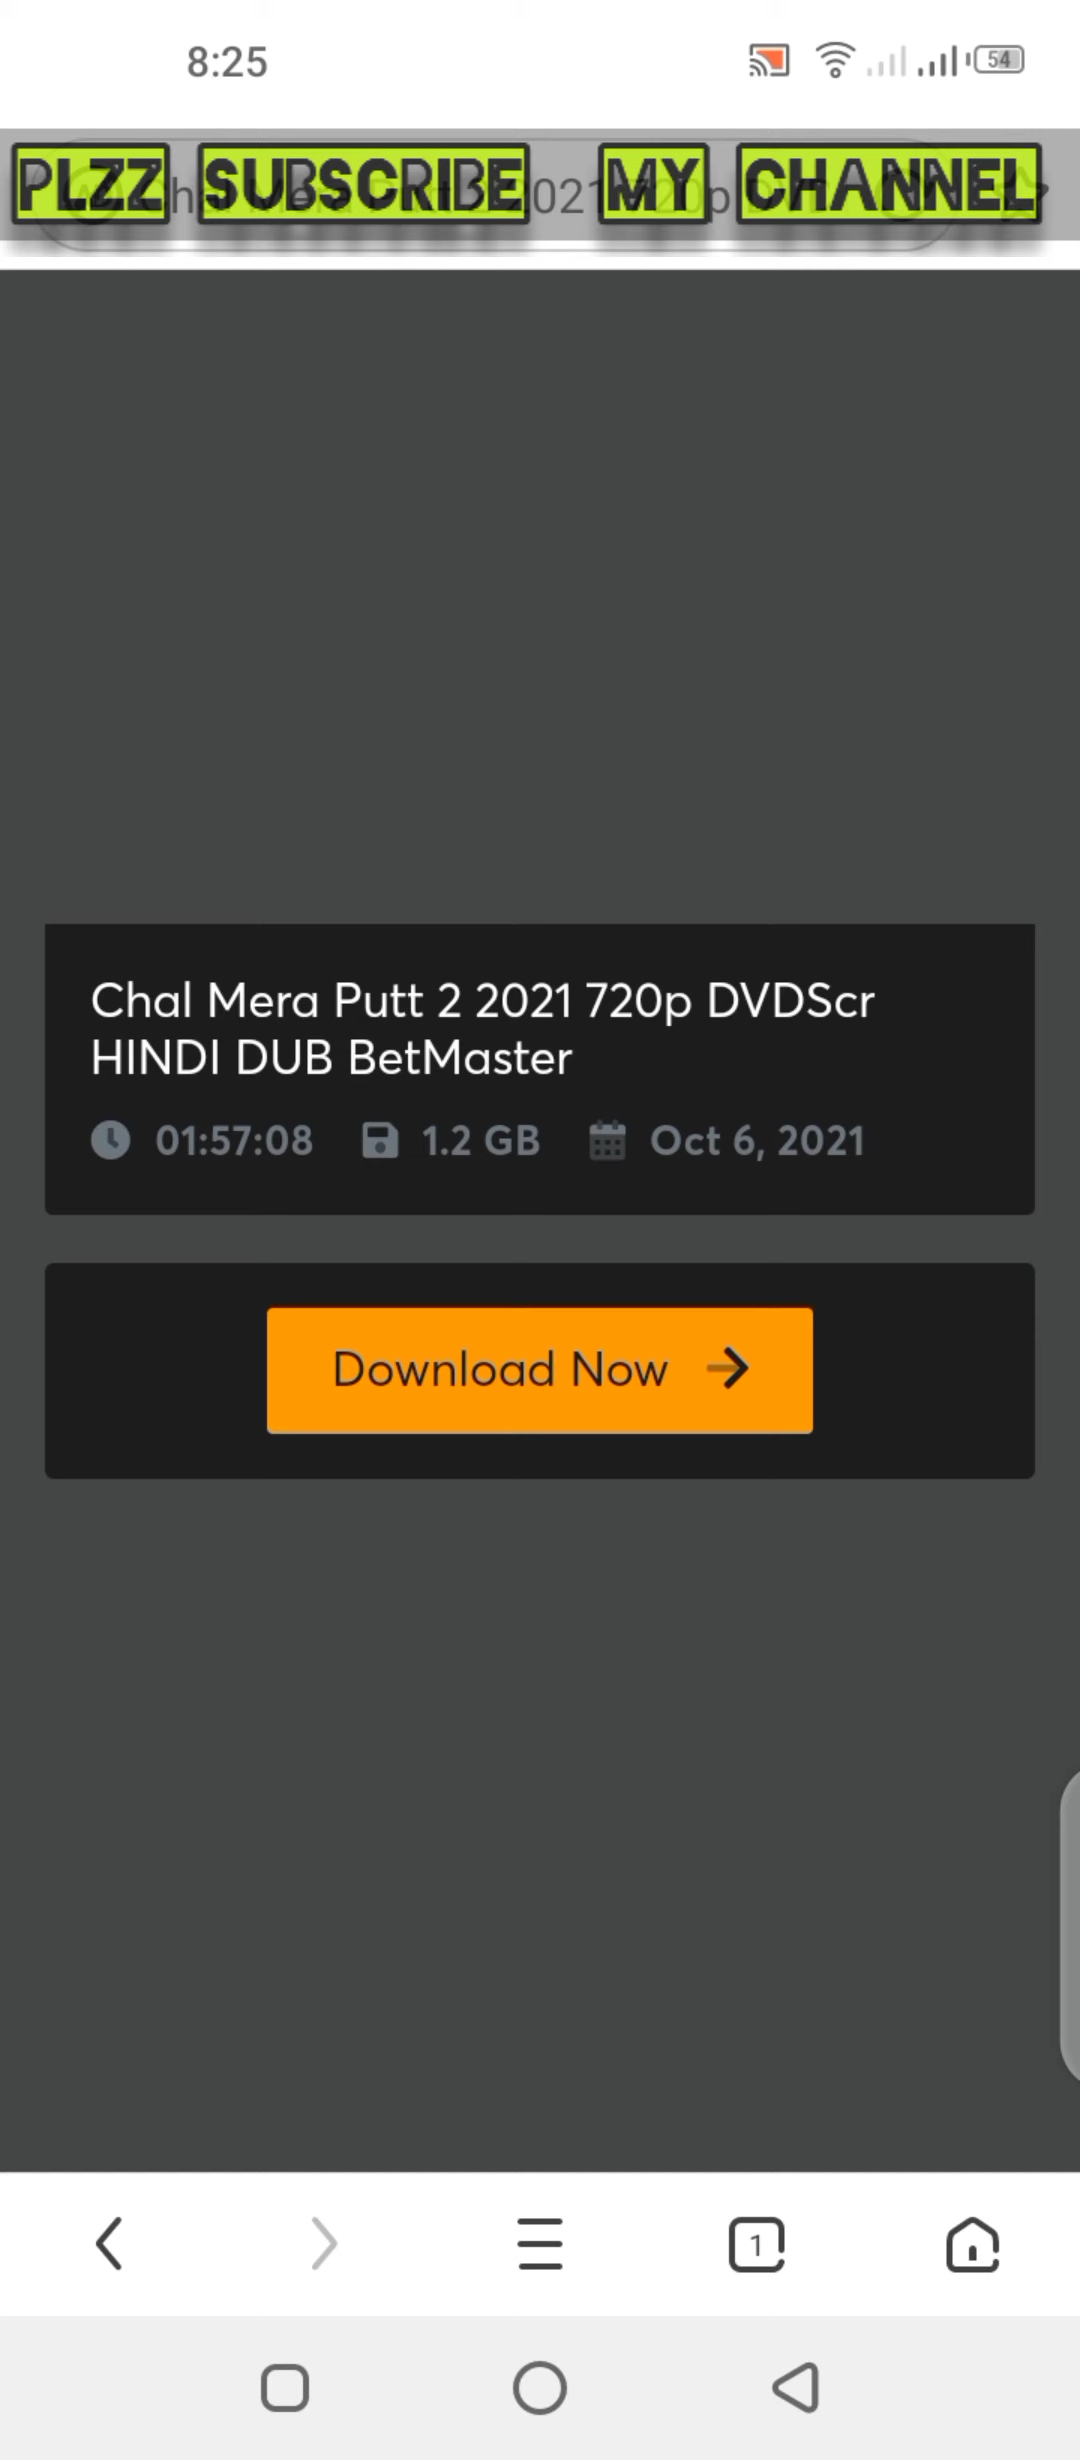 8:25
54
PLZZ SUBSCRIBE MY CHANNEL
Chal Mera Putt 2 2021 720p DVDScr
HINDI DUB BetMaster
01:57:08 1.2 GB Oct 6, 2021
Download Now
1